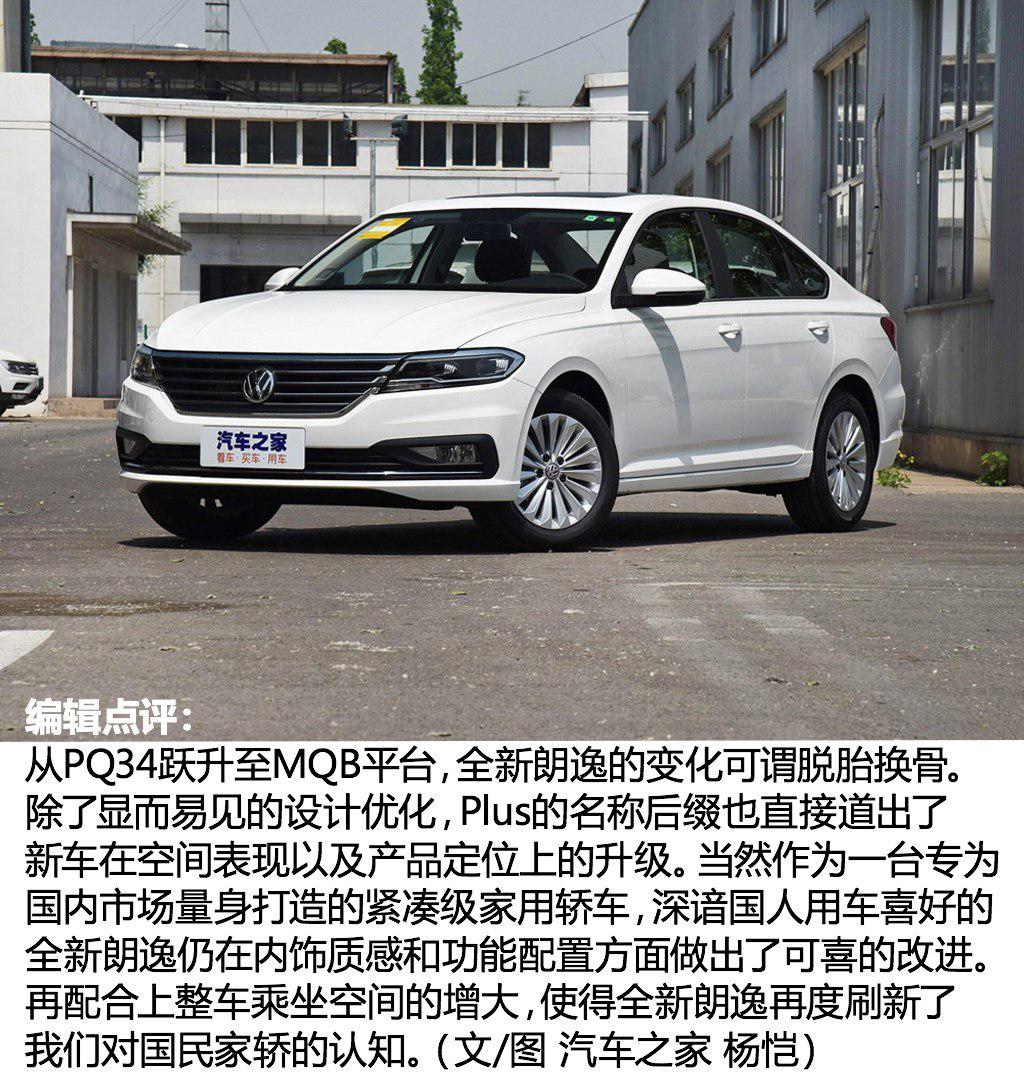 汽车之家
看车·买车·用车
编辑点评：
从PQ34跃升至MQB平台，全新朗逸的变化可谓脱胎换骨。
除了显而易见的设计优化，Plus的名称后缀也直接道出了
新车在空间表现以及产品定位上的升级。当然作为一台专为
国内市场量身打造的紧凑级家用轿车，深谙国人用车喜好的
全新朗逸仍在内饰质感和功能配置方面做出了可喜的改进。
再配合上整车乘坐空间的增大，使得全新朗逸再度刷新了
我们对国民家轿的认知。（文/图 汽车之家 杨恺）